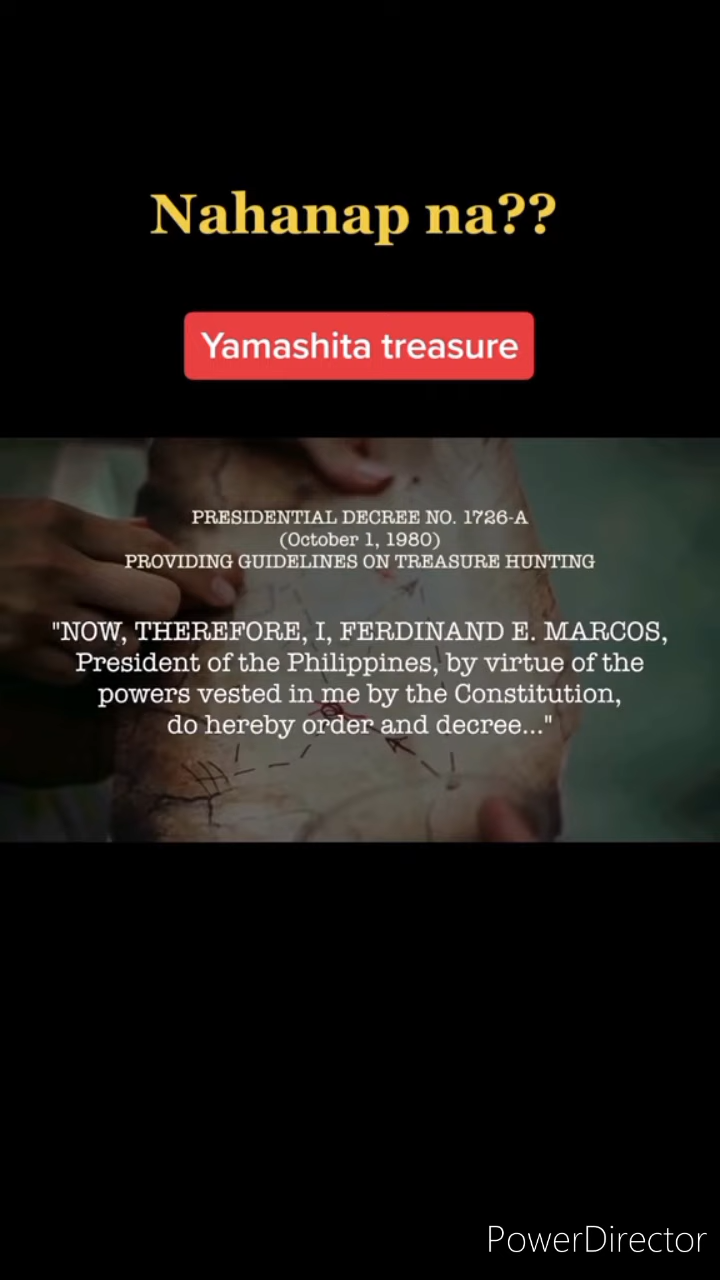 Nahanap na??
Yamashita treasure
PRESIDENTIAL DECREE NO. 1726-A
(October 1, 1980)
PROVIDING GUIDELINES ON TREASURE HUNTING
"NOW, THEREFORE, I, FERDINAND E. MARCOS,
President of the Philippines, by virtue of the
powers vested in me by the Constitution,
do hereby order and decree..."
PowerDirector